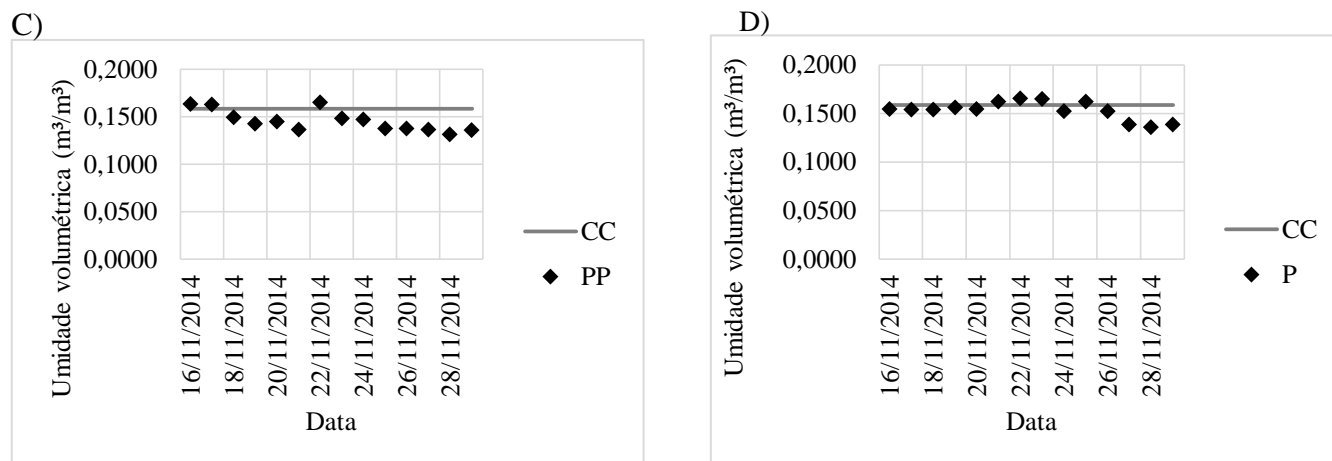 C)
Umidade volumétrica (m³/m³)
0,2000
0,1500
0,1000
0,0500
0,0000
16/11/2014
18/11/2014
20/11/2014
22/11/2014
24/11/2014
26/11/2014
28/11/2014
Data
CC
PP
D)
Umidade volumétrica (m³/m³)
0,2000
0,1500
0,1000
0,0500
0,0000
16/11/2014
18/11/2014
20/11/2014
22/11/2014
24/11/2014
26/11/2014
28/11/2014
Data
CC
P